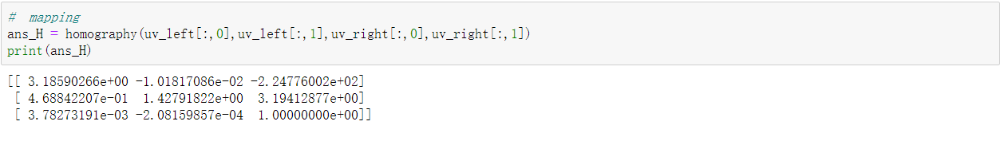 #  mapping
ans_H = homography(uv_left[:,0],uv_left[:,1],uv_right[:,0],uv_right[:,1])
print(ans_H)
[[ 3.18590266e+00 -1.01817086e-02 -2.24776002e+02]
 [ 4.68842207e-01  1.42791822e+00  3.19412877e+00]
 [ 3.78273191e-03 -2.08159857e-04  1.00000000e+00]]